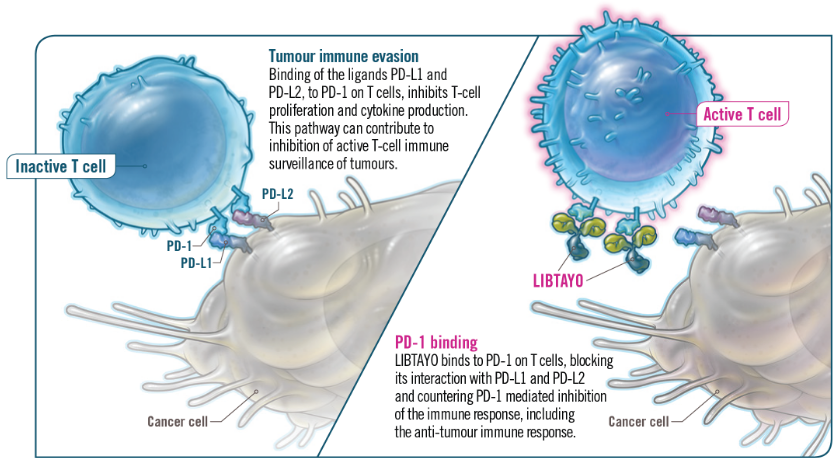 Tumour immune evasion
Binding of the ligands PD-L1 and
PD-L2, to PD-1 on T cells, inhibits T-cell
proliferation and cytokine production.
This pathway can contribute to
inhibition of active T-cell immune
surveillance of tumours.
Inactive T cell
PD-L2
PD-1
PD-L1
Cancer cell
Active T cell
LIBTAYO
PD-1 binding
LIBTAYO binds to PD-1 on T cells, blocking
its interaction with PD-L1 and PD-L2
and countering PD-1 mediated inhibition
of the immune response, including
the anti-tumour immune response.
Cancer cell